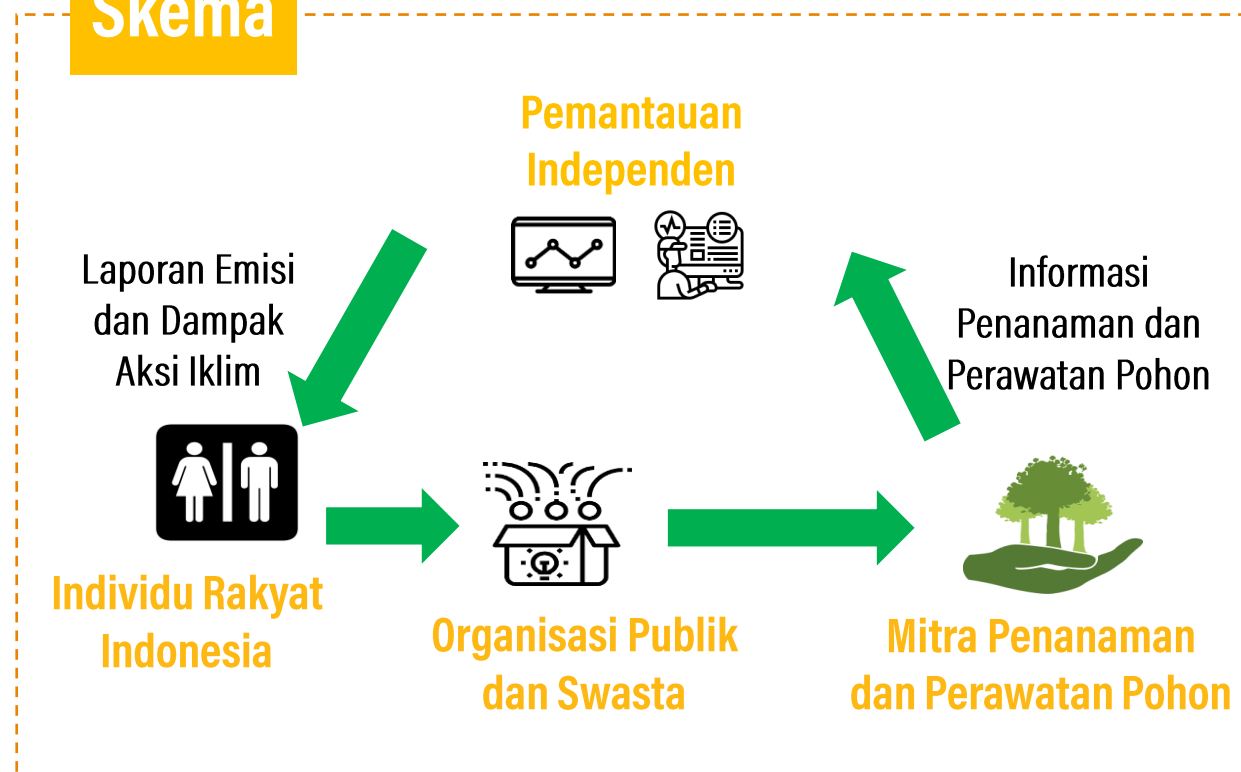 Skema
Pemantauan
Independen
Laporan Emisi
dan Dampak
Aksi Iklim
Informasi
Penanaman dan
Perawatan Pohon
Individu Rakyat
Indonesia
Organisasi Publik
dan Swasta
Mitra Penanaman
dan Perawatan Pohon